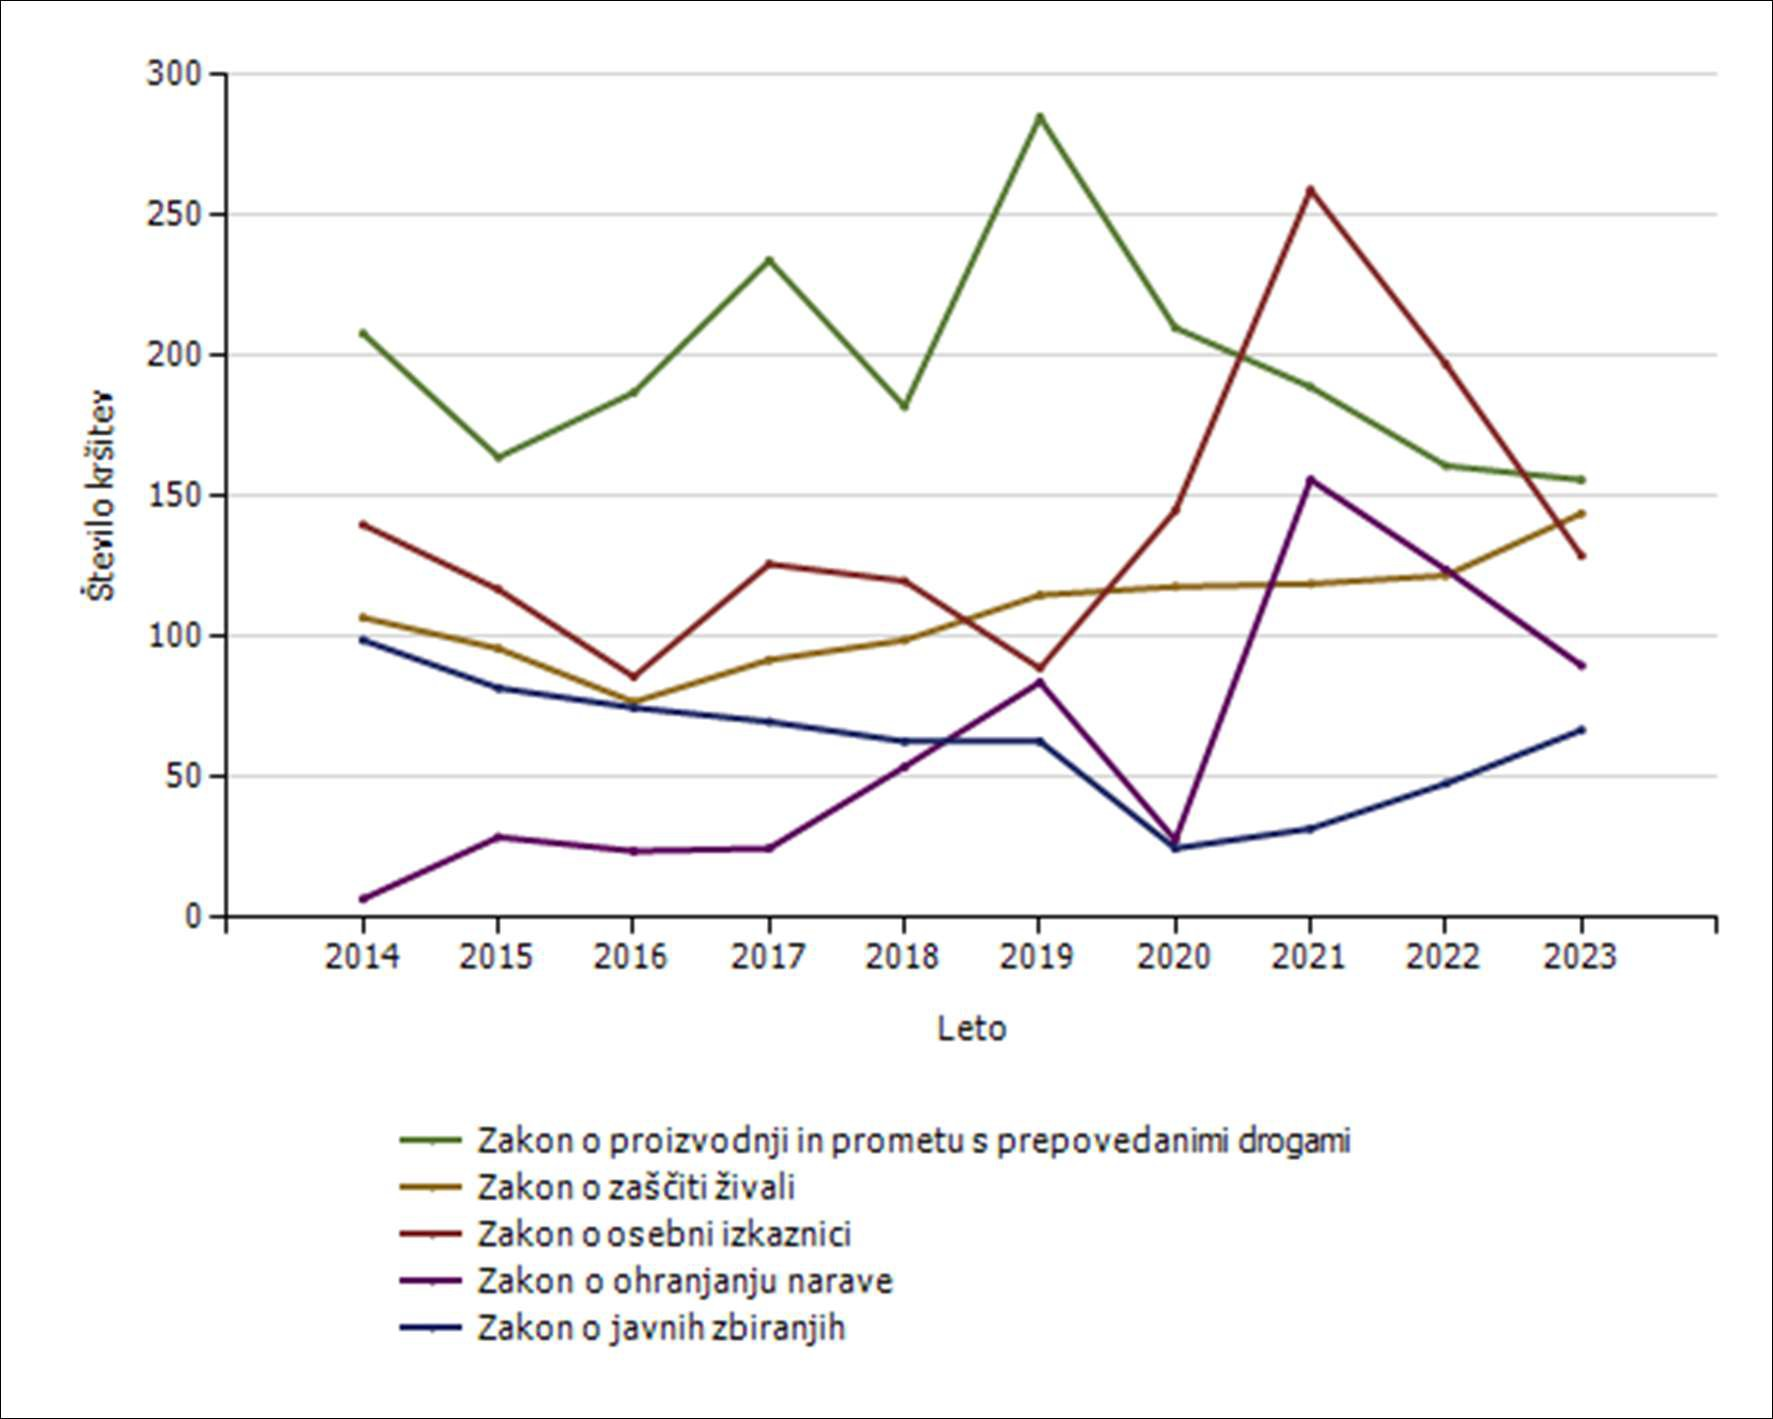 300
250
200
150
100
50
0
Število kršitev
2014 2015 2016 2017 2018 2019 2020 2021 2022 2023
Leto
Zakon o proizvodnji in prometu s prepovedanimi drogami
Zakon o zaščiti živali
Zakon o osebni izkaznici
Zakon o ohranjanju narave
Zakon o javnih zbiranjih